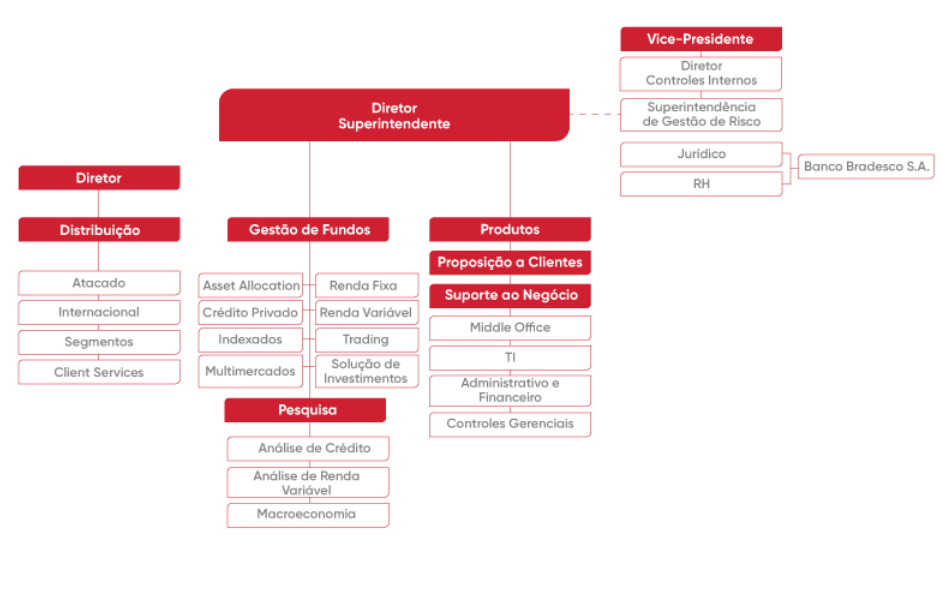 Vice-Presidente
Diretor
Controles Internos
Superintendência
de Gestão de Risco
Jurídico
RH
Banco Bradesco S.A.
Diretor
Superintendente
Diretor
Distribuição
Atacado
Internacional
Segmentos
Client Services
Gestão de Fundos
Asset Allocation
Renda Fixa
Crédito Privado
Renda Variável
Indexados
Trading
Multimercados
Solução de
Investimentos
Pesquisa
Análise de Crédito
Análise de Renda
Variável
Macroeconomia
Produtos
Proposição a Clientes
Suporte ao Negócio
Middle Office
TI
Administrativo e
Financeiro
Controles Gerenciais